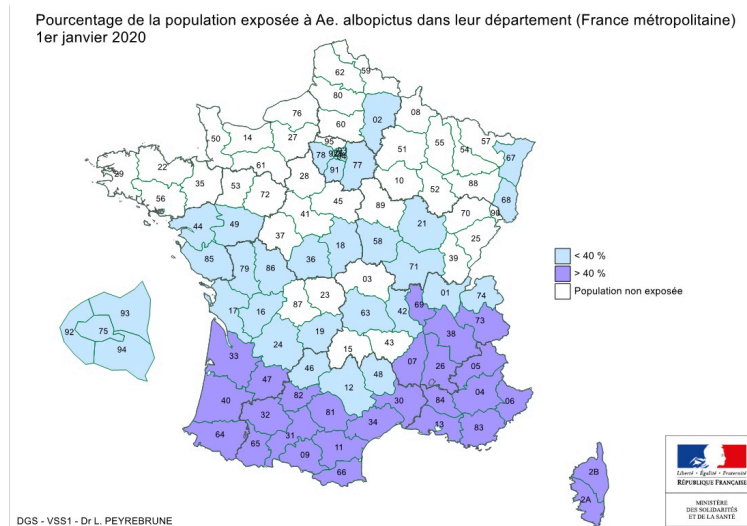 Pourcentage de la population exposée à Ae. albopictus dans leur département (France métropolitaine)
1er janvier 2020
62 59
80
02 08
76 60
50 14 27 95
78 77 51 55 54 57 67
91
61
29 22
35 53 28 10 88 68
56 72 45 52
89 70 90
41
44 49 21 25
37 18 58 39
36
85 79 86 71
03
01 74
17 16 87 23 63 42 69 73
38
19
24 15 43
33 46 07 26 05
48
12
47 82 30 04
40 84 06
32 81 34 13 83
64 31
65 09 11
66
93
92 75
94
2B
2A
< 40 %
> 40 %
Population non exposée
Liberté • Égalité • Fraternité
RÉPUBLIQUE FRANÇAISE
MINISTÈRE
DES SOLIDARITÉS
ET DE LA SANTÉ
DGS - VSS1 - Dr L. PEYREBRUNE